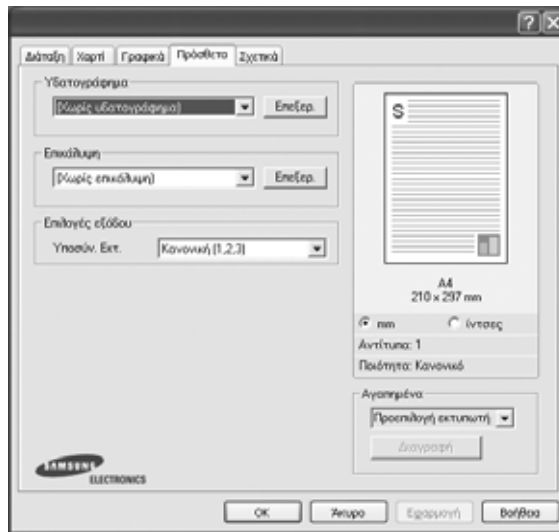 Διάταξη Χαρτί Γραφικά Πρόσθετα Σχετικά
Υδατογράφημα
(Χωρίς υδατογράφημα) Επεξερ.
Επικάλυψη
(Χωρίς επικάλυψη) Επεξερ.
Επιλογές εξόδου
Υποσύν. Εκτ. Κανονική (1,2,3)
S
A4
210 x 297 mm
mm ίντσες
Αντίτυπα: 1
Ποιότητα: Κανονικό
Αγαπημένα
Προεπιλογή εκτυπωτή
Διαγραφή
SAMSUNG
ELECTRONICS
OK Άκυρο Εφαρμογή Βοήθεια